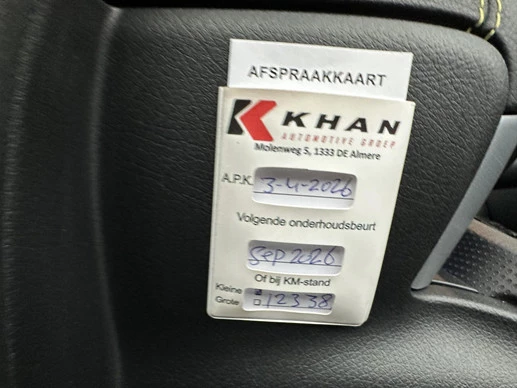 AFSPRAAKKAART
KHAN
AUTOMOTIVE GROEP
Molenweg 5, 1333 DE Almere
A.P.K. 3-4-2026
Volgende onderhoudsbeurt
Sep 2026
Of bij KM-stand
Kleine
Grote 12338